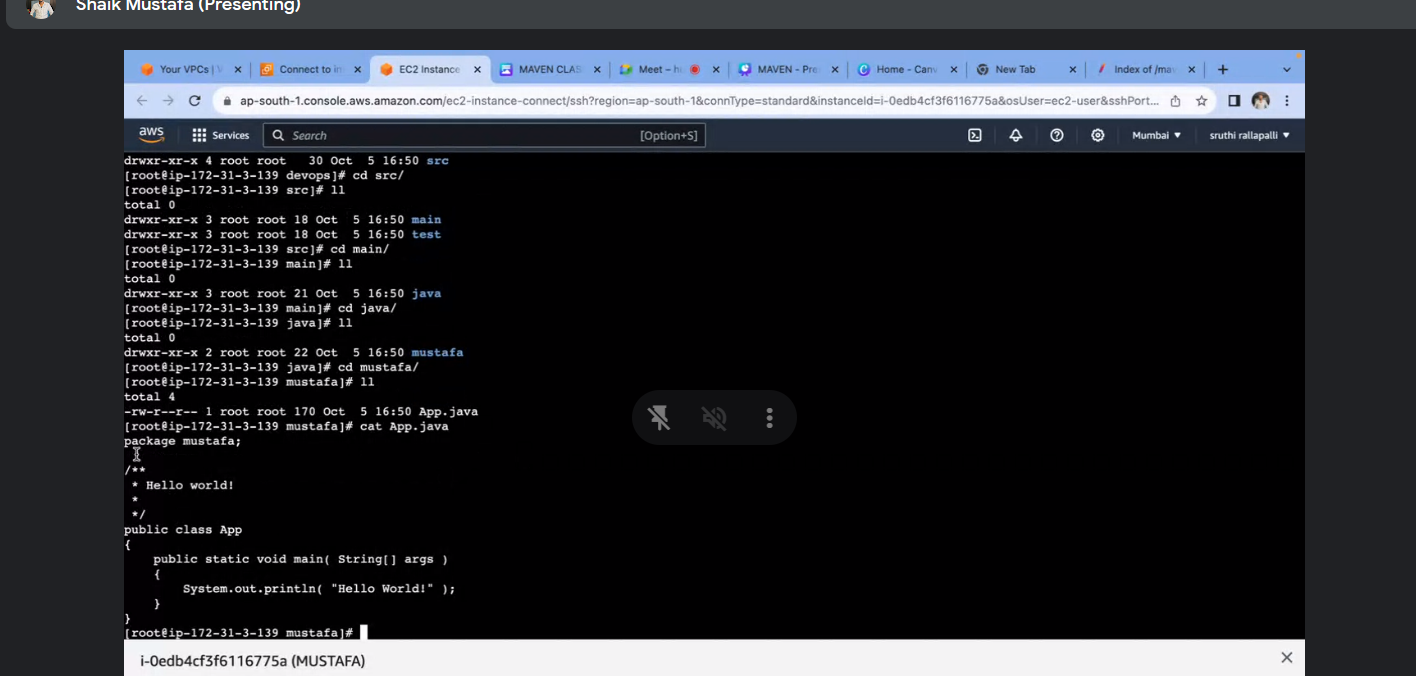 Shaik Mustafa (Presenting)
Your VPCs | V
Connect to in
EC2 Instance
MAVEN CLAS
Meet – h
MAVEN - Pre
Home - Canv
New Tab
Index of /ma
ap-south-1.console.aws.amazon.com/ec2-instance-connect/ssh?region=ap-south-1&connType=standard&instanceId=i-0edb4cf3f6116775a&osUser=ec2-user&sshPort...
aws Services Search [Option+S] Mumbai sruthi rallapalli
drwxr-xr-x 4 root root   30 Oct  5 16:50 src
[root@ip-172-31-3-139 devops]# cd src/
[root@ip-172-31-3-139 src]# ll
total 0
drwxr-xr-x 3 root root 18 Oct  5 16:50 main
drwxr-xr-x 3 root root 18 Oct  5 16:50 test
[root@ip-172-31-3-139 src]# cd main/
[root@ip-172-31-3-139 main]# ll
total 0
drwxr-xr-x 3 root root 21 Oct  5 16:50 java
[root@ip-172-31-3-139 main]# cd java/
[root@ip-172-31-3-139 java]# ll
total 0
drwxr-xr-x 2 root root 22 Oct  5 16:50 mustafa
[root@ip-172-31-3-139 java]# cd mustafa/
[root@ip-172-31-3-139 mustafa]# ll
total 4
-rw-r--r-- 1 root root 170 Oct  5 16:50 App.java
[root@ip-172-31-3-139 mustafa]# cat App.java
package mustafa;
/**
 * Hello world!
 *
 */
public class App
{
    public static void main( String[] args )
    {
        System.out.println( "Hello World!" );
    }
}
[root@ip-172-31-3-139 mustafa]#
i-0edb4cf3f6116775a (MUSTAFA)